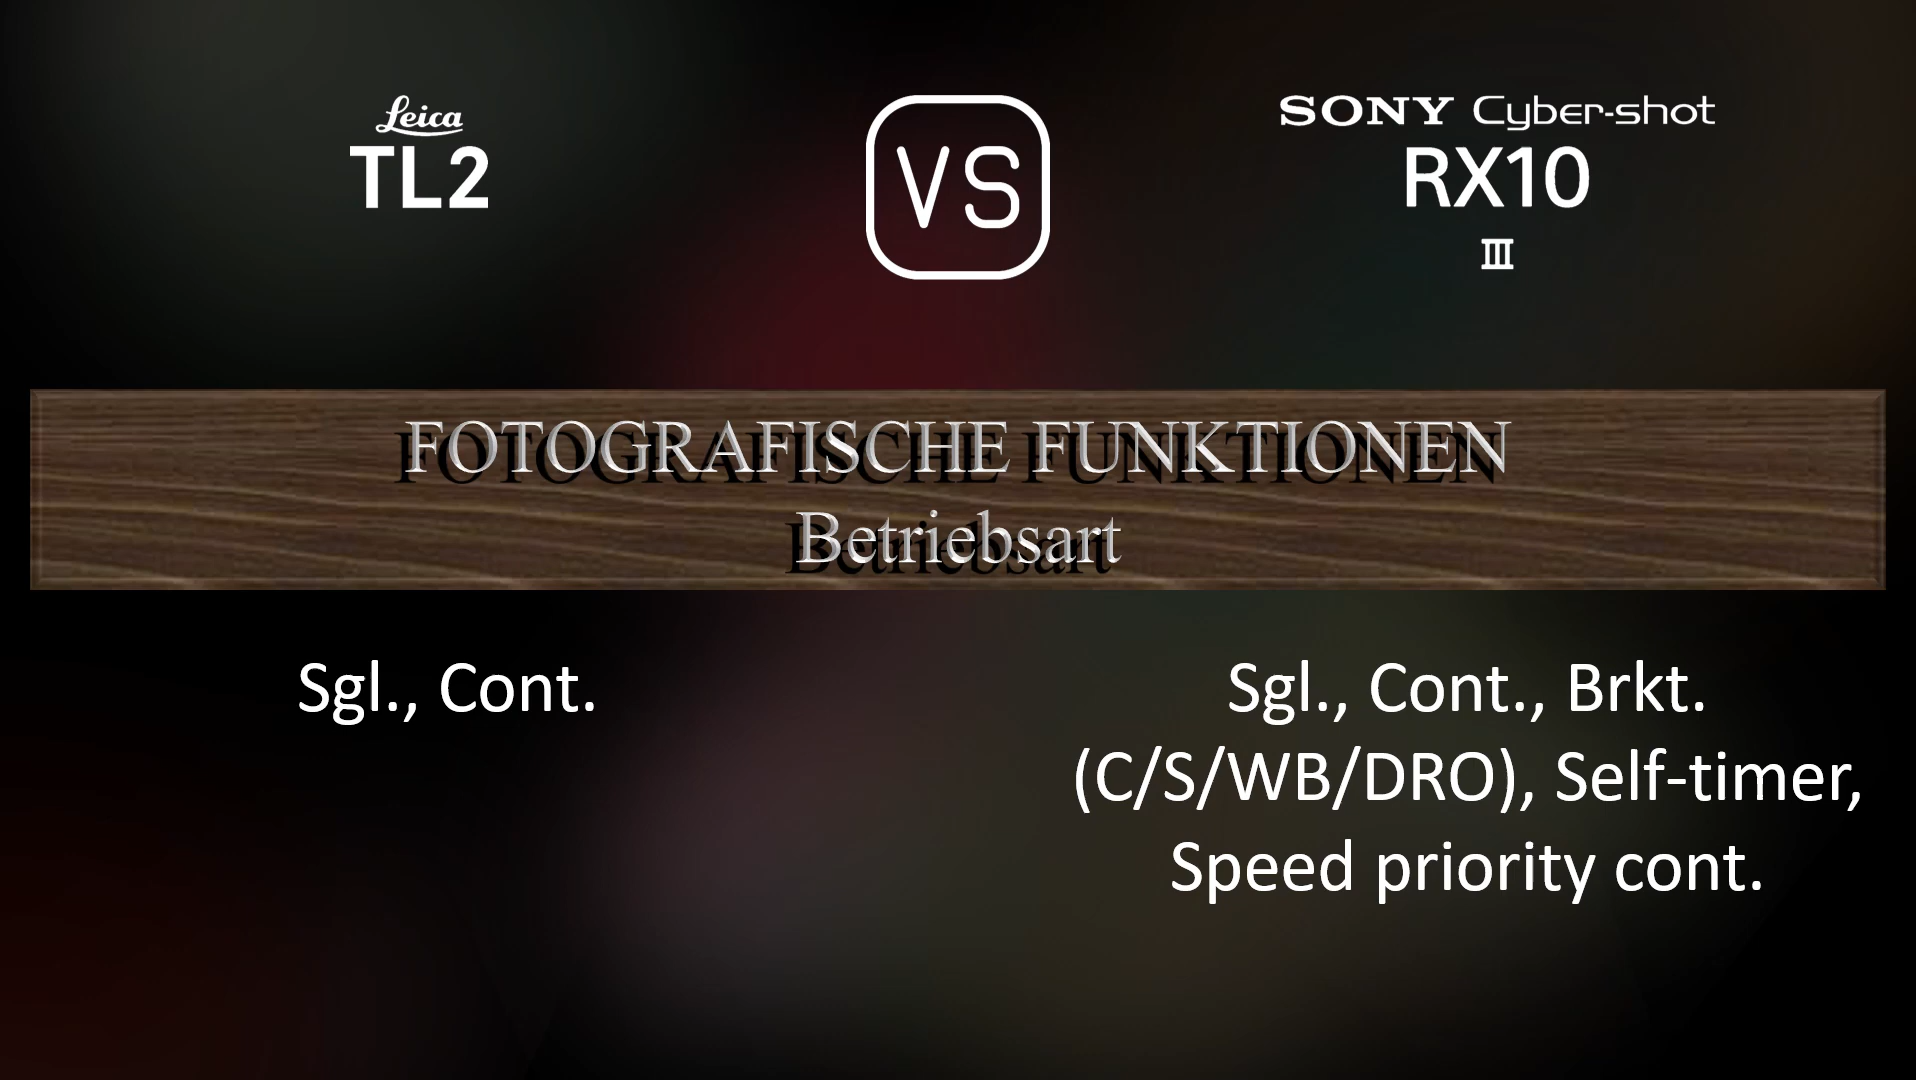 Leica
TL2
VS
SONY Cyber-shot
RX10
III
FOTOGRAFISCHE FUNKTIONEN
Betriebsart
Sgl., Cont.
Sgl., Cont., Brkt.
(C/S/WB/DRO), Self-timer,
Speed priority cont.